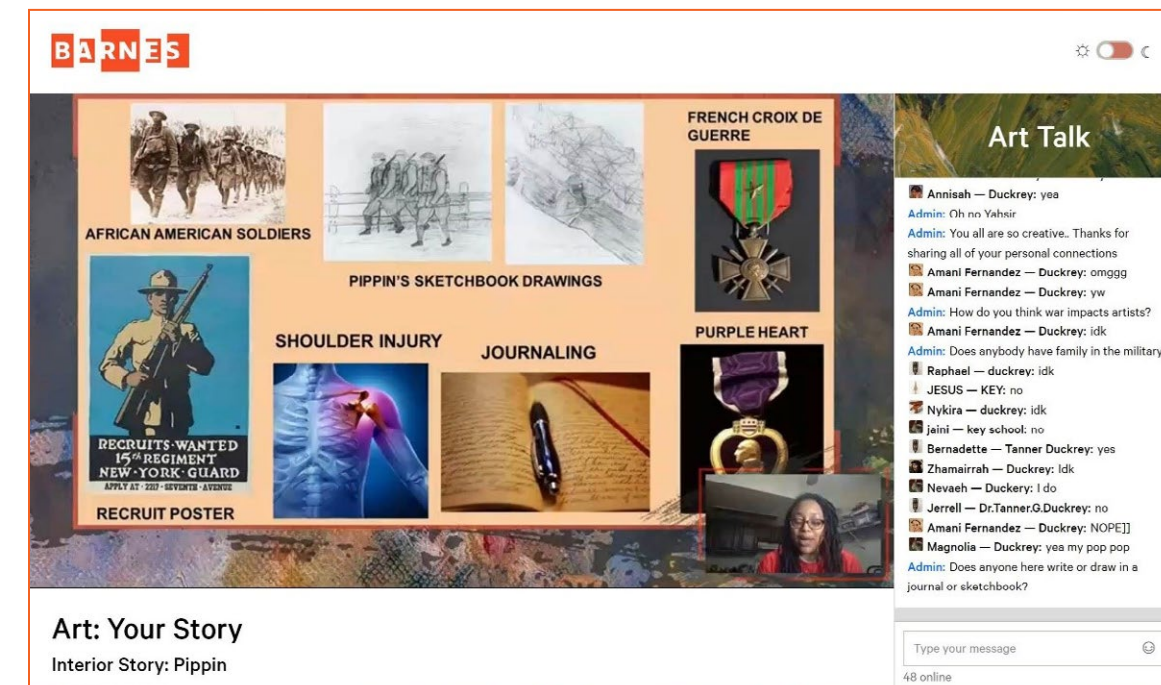 BARNES
AFRICAN AMERICAN SOLDIERS
PIPPIN'S SKETCHBOOK DRAWINGS
FRENCH CROIX DE
GUERRE
RECRUITS·WANTED
15th REGIMENT
NEW·YORK·GUARD
APPLY AT·2217·SEVENTH·AVENUE
RECRUIT POSTER
SHOULDER INJURY
JOURNALING
PURPLE HEART
Art: Your Story
Interior Story: Pippin
Art Talk
Annisah — Duckrey: yea
Admin: Oh no Yahsir
Admin: You all are so creative.. Thanks for
sharing all of your personal connections
Amani Fernandez — Duckrey: omggg
Amani Fernandez — Duckrey: yw
Admin: How do you think war impacts artists?
Amani Fernandez — Duckrey: idk
Admin: Does anybody have family in the military
Raphael — duckrey: idk
JESUS — KEY: no
Nykira — duckrey: idk
jaini — key school: no
Bernadette — Tanner Duckrey: yes
Zhamairrah — Duckrey: Idk
Nevaeh — Duckery: I do
Jerrell — Dr.Tanner.G.Duckrey: no
Amani Fernandez — Duckrey: NOPE]]
Magnolia — Duckrey: yea my pop pop
Admin: Does anyone here write or draw in a
journal or sketchbook?
Type your message
48 online